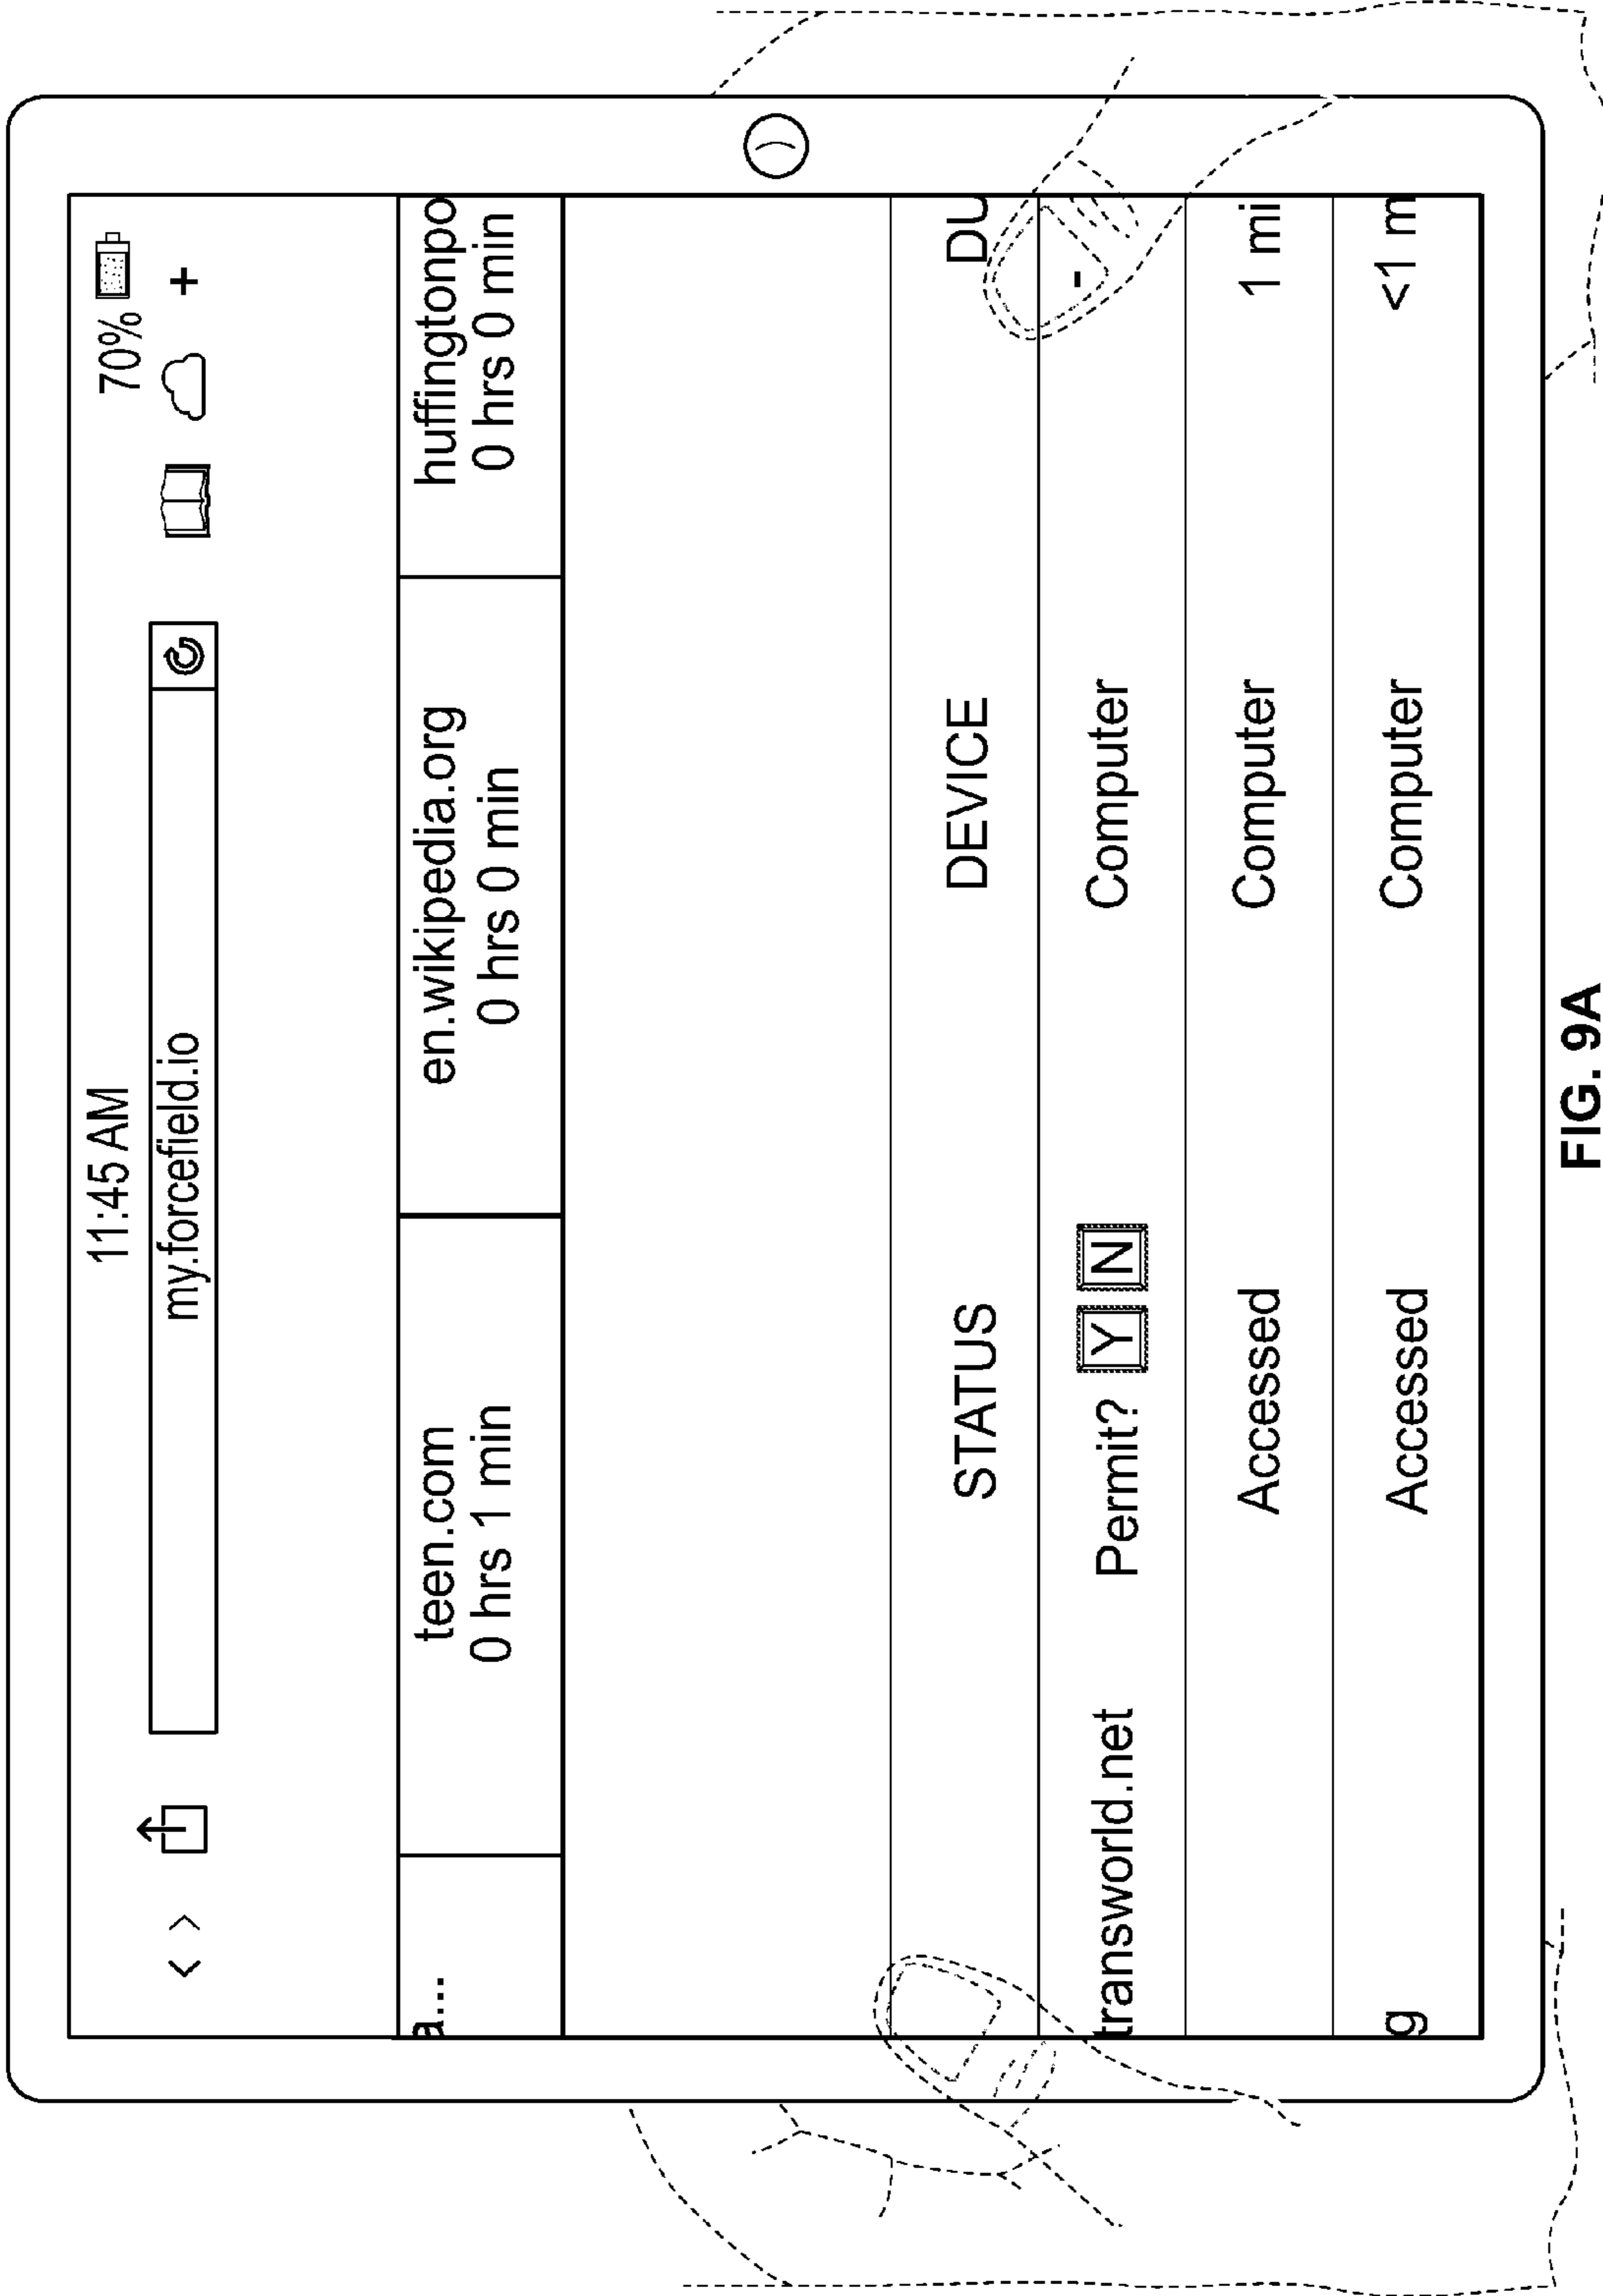 11:45 AM
70%
< >
my.forcefield.io
+
a...
teen.com
0 hrs 1 min
en.wikipedia.org
0 hrs 0 min
huffingtonpo
0 hrs 0 min
STATUS DEVICE DU
transworld.net Permit? Y N Computer -
Accessed Computer 1 mi
g Accessed Computer <1 m
FIG. 9A